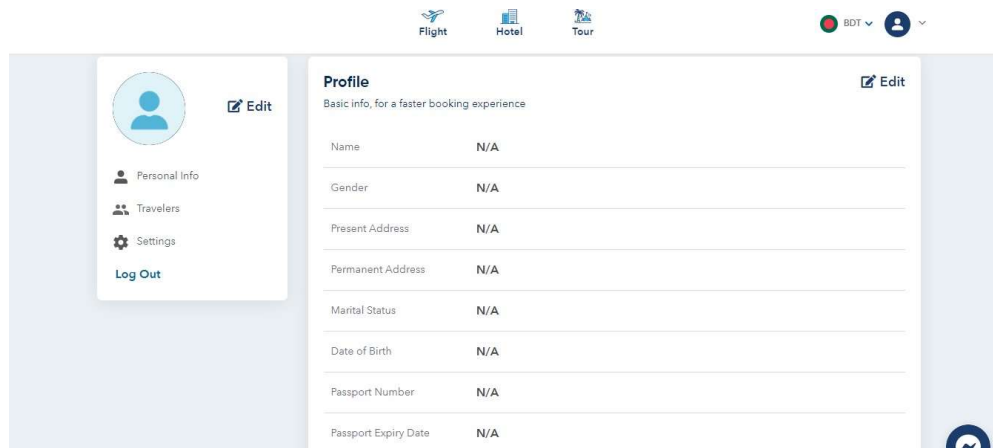 Flight Hotel Tour
BDT
Edit
Personal Info
Travelers
Settings
Log Out
Profile
Edit
Basic info, for a faster booking experience
Name N/A
Gender N/A
Present Address N/A
Permanent Address N/A
Marital Status N/A
Date of Birth N/A
Passport Number N/A
Passport Expiry Date N/A